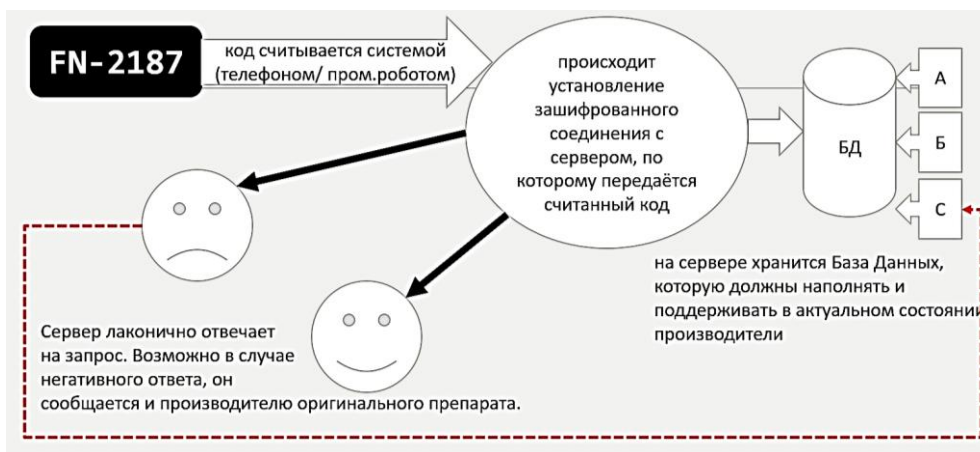 FN-2187
код считывается системой
(телефоном/ пром.роботом)
происходит
установление
зашифрованного
соединения с
сервером, по
которому передаётся
считанный код
БД
А
Б
С
на сервере хранится База Данных,
которую должны наполнять и
поддерживать в актуальном состоянии
производители
Сервер лаконично отвечает
на запрос. Возможно в случае
негативного ответа, он
сообщается и производителю оригинального препарата.